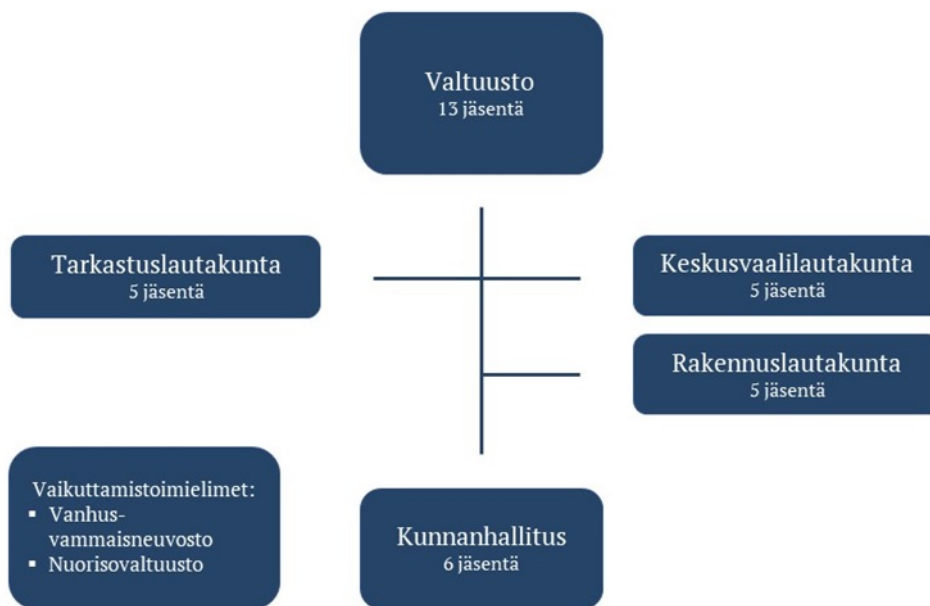 Valtuusto
13 jäsentä
Tarkastuslautakunta
5 jäsentä
Keskusvaalilautakunta
5 jäsentä
Rakennuslautakunta
5 jäsentä
Vaikuttamistoimielimet:
▪ Vanhus-
vammaisneuvosto
▪ Nuorisovaltuusto
Kunnanhallitus
6 jäsentä